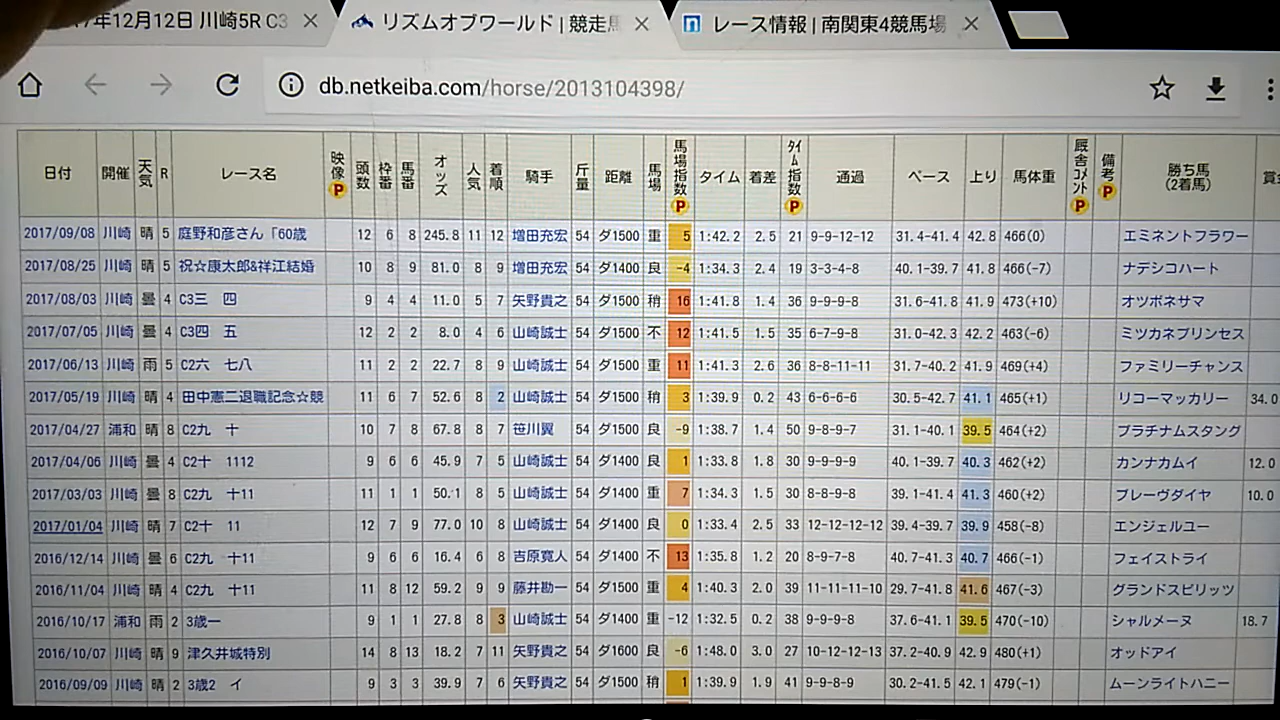 17年12月12日 川崎5R C3
リズムオブワールド | 競走馬
レース情報 | 南関東4競馬場
db.netkeiba.com/horse/2013104398/
日付 開催 天気 R レース名 映像 P 頭数 枠番 馬番 オッズ 人気 着順 騎手 斤量 距離 馬場 馬場指数 P タイム 着差 タイム指数 P 通過 ペース 上り 馬体重 厩舎コメント P 備考 P 勝ち馬 (2着馬) 賞金
2017/09/08 川崎 晴 5 庭野和彦さん「60歳 12 6 8 245.8 11 12 増田充宏 54 ダ1500 重 5 1:42.2 2.5 21 9-9-12-12 31.4-41.4 42.8 466(0) エミネントフラワー
2017/08/25 川崎 晴 5 祝☆康太郎&祥江結婚 10 8 9 81.0 8 9 増田充宏 54 ダ1400 良 -4 1:34.3 2.4 19 3-3-4-8 40.1-39.7 41.8 466(-7) ナデシコハート
2017/08/03 川崎 曇 4 C3三 四 9 4 4 11.0 5 7 矢野貴之 54 ダ1500 稍 16 1:41.8 1.4 36 9-9-9-8 31.6-41.8 41.9 473(+10) オツボネサマ
2017/07/05 川崎 曇 4 C3四 五 12 2 2 8.0 4 6 山崎誠士 54 ダ1500 不 12 1:41.5 1.5 35 6-7-9-8 31.0-42.3 42.2 463(-6) ミツカネプリンセス
2017/06/13 川崎 雨 5 C2六 七八 11 2 2 22.7 8 9 山崎誠士 54 ダ1500 重 11 1:41.3 2.6 36 8-8-11-11 31.7-40.2 41.9 469(+4) ファミリーチャンス
2017/05/19 川崎 晴 4 田中憲二退職記念☆競 11 6 7 52.6 8 2 山崎誠士 54 ダ1500 稍 3 1:39.9 0.2 43 6-6-6-6 30.5-42.7 41.1 465(+1) リコーマッカリー 34.0
2017/04/27 浦和 晴 8 C2九 十 10 7 8 67.8 8 7 笹川翼 54 ダ1500 良 -9 1:38.7 1.4 50 9-8-9-7 31.1-40.1 39.5 464(+2) プラチナムスタング
2017/04/06 川崎 曇 4 C2十 1112 9 6 6 45.9 7 5 山崎誠士 54 ダ1400 良 1 1:33.8 1.8 30 9-9-9-9 40.1-39.7 40.3 462(+2) カンナカムイ 12.0
2017/03/03 川崎 曇 8 C2九 十11 11 1 1 50.1 8 5 山崎誠士 54 ダ1400 重 7 1:34.3 1.5 30 8-8-9-8 39.1-41.4 41.3 460(+2) ブレーヴダイヤ 10.0
2017/01/04 川崎 晴 7 C2十 11 12 7 9 77.0 10 8 山崎誠士 54 ダ1400 良 0 1:33.4 2.5 33 12-12-12-12 39.4-39.7 39.9 458(-8) エンジェルユー
2016/12/14 川崎 曇 6 C2九 十11 9 6 6 16.4 6 8 吉原寛人 54 ダ1400 不 13 1:35.8 1.2 20 8-9-7-8 40.7-41.3 40.7 466(-1) フェイストライ
2016/11/04 川崎 晴 4 C2九 十11 11 8 12 59.2 9 9 藤井勘一 54 ダ1500 重 4 1:40.3 2.0 39 11-11-11-10 29.7-41.8 41.6 467(-3) グランドスピリッツ
2016/10/17 浦和 雨 2 3歳一 9 1 1 27.8 8 3 山崎誠士 54 ダ1400 重 -12 1:32.5 0.2 38 9-9-9-8 37.6-41.1 39.5 470(-10) シャルメーヌ 18.7
2016/10/07 川崎 晴 9 津久井城特別 14 8 13 18.2 7 11 矢野貴之 54 ダ1600 良 -6 1:48.0 3.0 27 10-12-12-13 37.2-40.9 42.9 480(+1) オッドアイ
2016/09/09 川崎 晴 2 3歳2 イ 9 3 3 39.9 7 6 矢野貴之 54 ダ1500 稍 1 1:39.9 1.9 41 9-9-8-9 30.2-41.5 42.1 479(-1) ムーンライトハニー